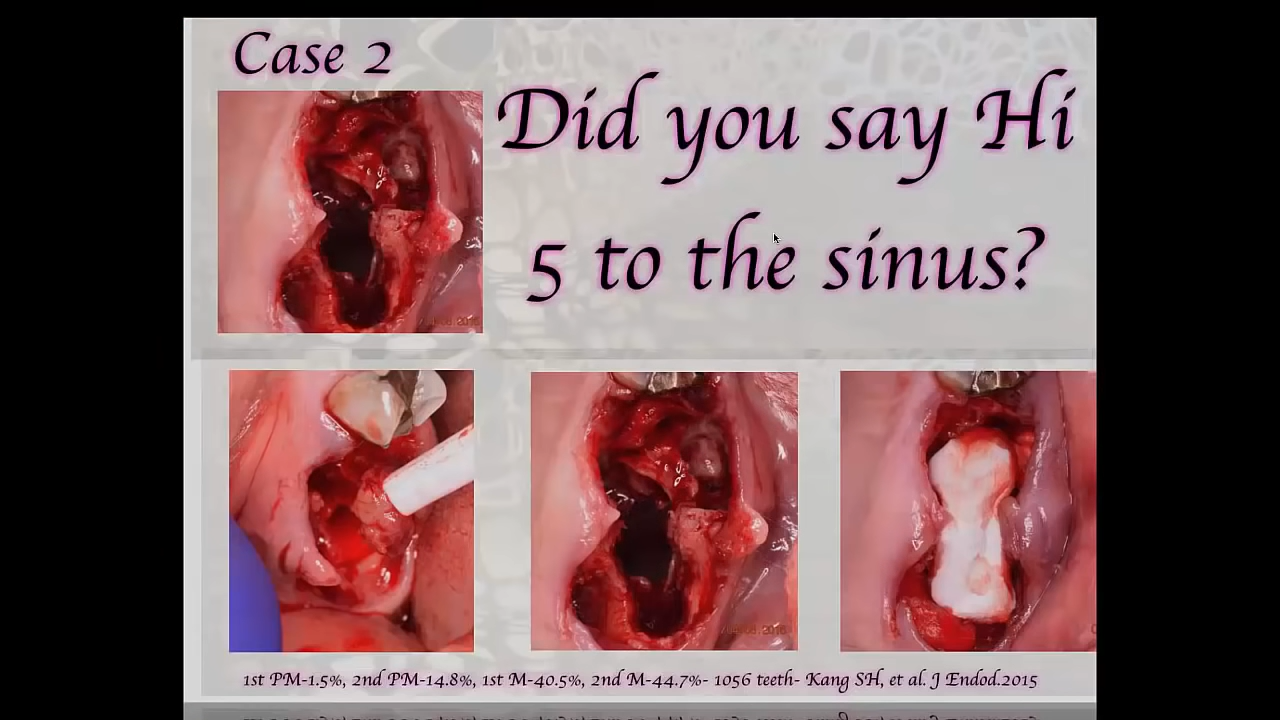 Case 2
Did you say Hi
5 to the sinus?
1st PM-1.5%, 2nd PM-14.8%, 1st M-40.5%, 2nd M-44.7%- 1056 teeth- Kang SH, et al. J Endod.2015